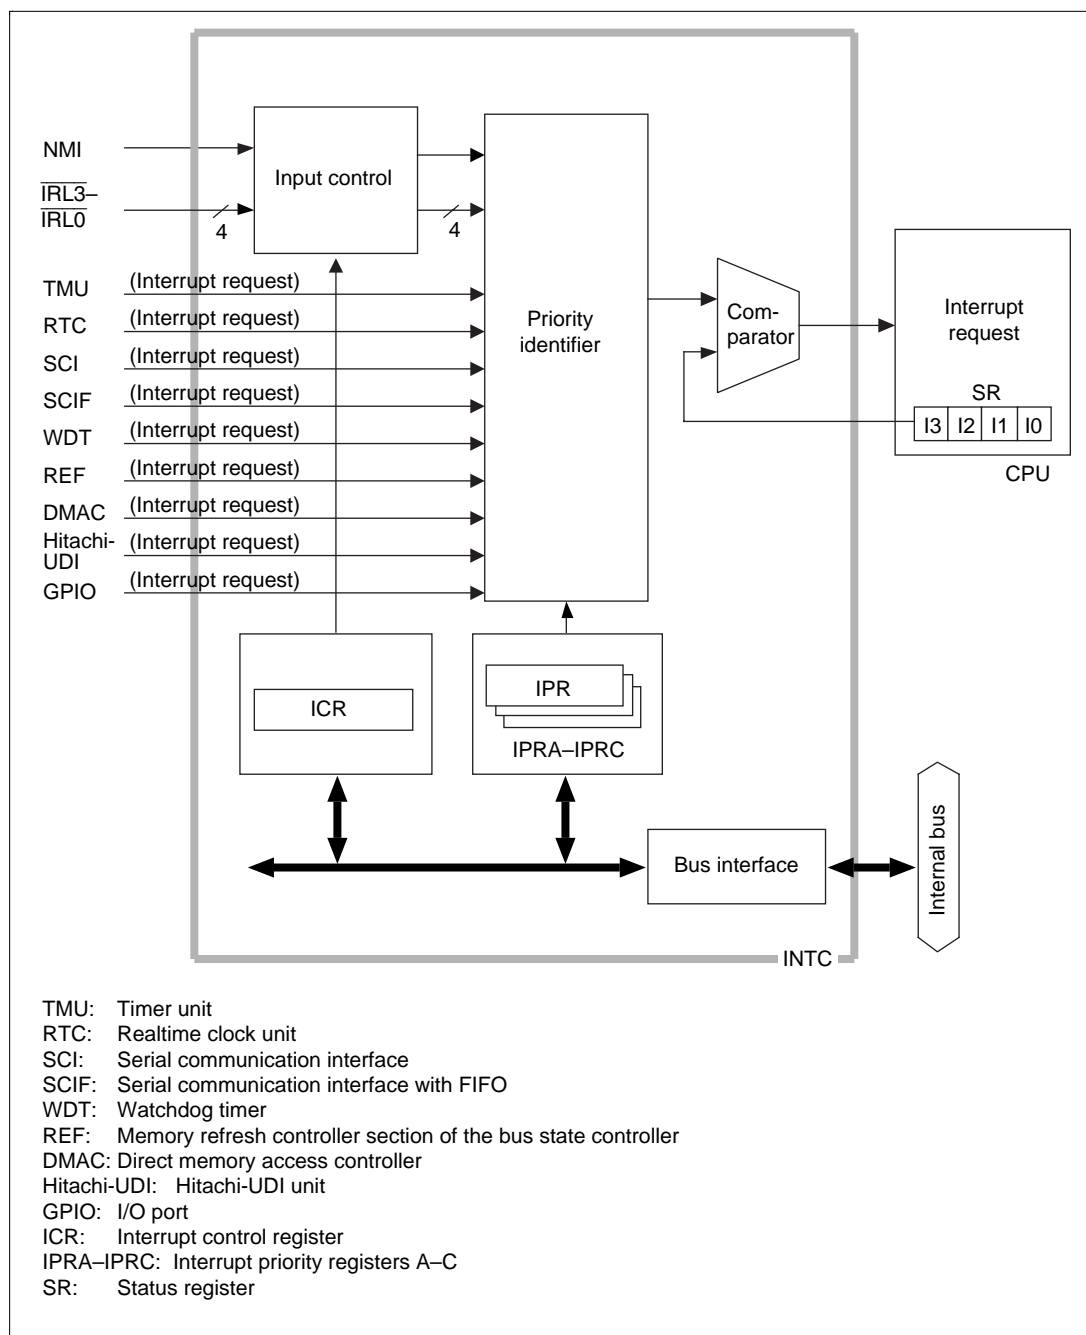 NMI
IRL3–
IRL0
4
Input control
4
TMU (Interrupt request)
RTC (Interrupt request)
SCI (Interrupt request)
SCIF (Interrupt request)
WDT (Interrupt request)
REF (Interrupt request)
DMAC (Interrupt request)
Hitachi-
UDI (Interrupt request)
GPIO (Interrupt request)
Priority
identifier
Com-
parator
Interrupt
request
SR
I3 I2 I1 I0
CPU
ICR
IPR
IPRA–IPRC
Bus interface
Internal bus
INTC
TMU: Timer unit
RTC: Realtime clock unit
SCI: Serial communication interface
SCIF: Serial communication interface with FIFO
WDT: Watchdog timer
REF: Memory refresh controller section of the bus state controller
DMAC: Direct memory access controller
Hitachi-UDI: Hitachi-UDI unit
GPIO: I/O port
ICR: Interrupt control register
IPRA–IPRC: Interrupt priority registers A–C
SR: Status register